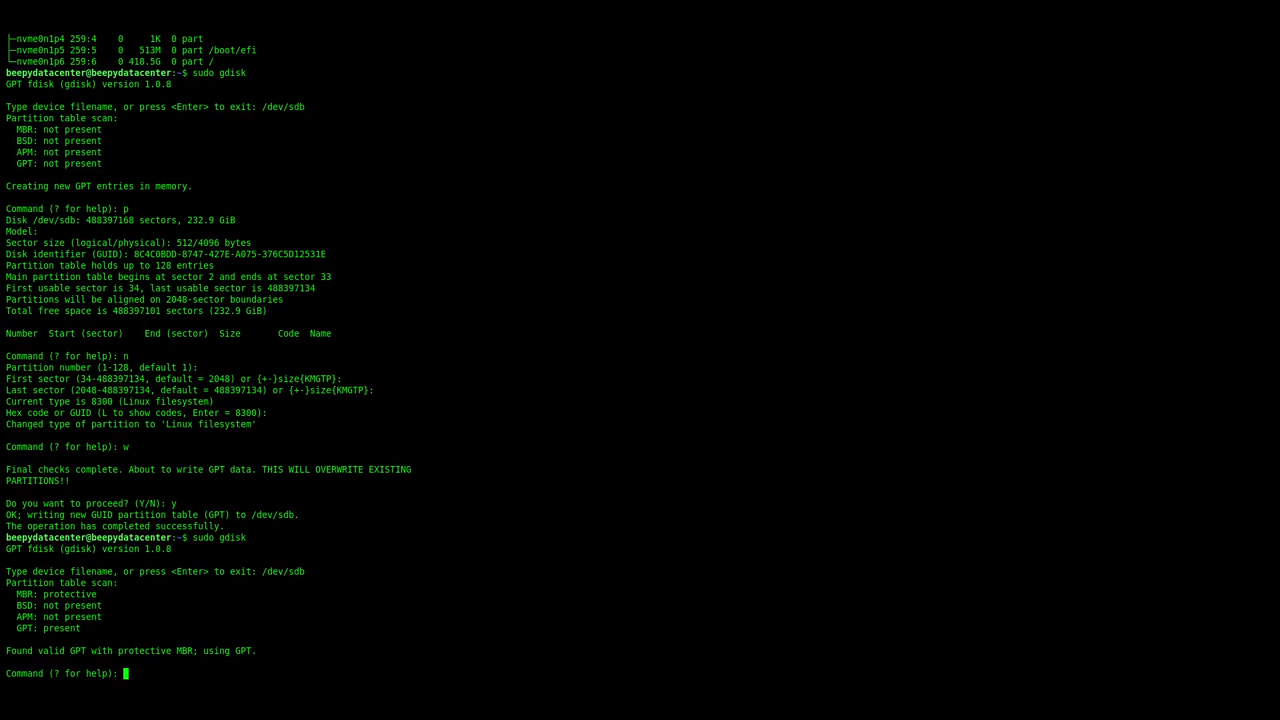 ├─nvme0n1p4 259:4    0     1K  0 part
├─nvme0n1p5 259:5    0   513M  0 part /boot/efi
└─nvme0n1p6 259:6    0 418.5G  0 part /
beepydatacenter@beepydatacenter:~$ sudo gdisk
GPT fdisk (gdisk) version 1.0.8

Type device filename, or press <Enter> to exit: /dev/sdb
Partition table scan:
  MBR: not present
  BSD: not present
  APM: not present
  GPT: not present

Creating new GPT entries in memory.

Command (? for help): p
Disk /dev/sdb: 488397168 sectors, 232.9 GiB
Model:
Sector size (logical/physical): 512/4096 bytes
Disk identifier (GUID): 8C4C0BDD-8747-427E-A075-376C5D12531E
Partition table holds up to 128 entries
Main partition table begins at sector 2 and ends at sector 33
First usable sector is 34, last usable sector is 488397134
Partitions will be aligned on 2048-sector boundaries
Total free space is 488397101 sectors (232.9 GiB)

Number  Start (sector)    End (sector)  Size       Code  Name

Command (? for help): n
Partition number (1-128, default 1):
First sector (34-488397134, default = 2048) or {+-}size{KMGTP}:
Last sector (2048-488397134, default = 488397134) or {+-}size{KMGTP}:
Current type is 8300 (Linux filesystem)
Hex code or GUID (L to show codes, Enter = 8300):
Changed type of partition to 'Linux filesystem'

Command (? for help): w

Final checks complete. About to write GPT data. THIS WILL OVERWRITE EXISTING
PARTITIONS!!

Do you want to proceed? (Y/N): y
OK; writing new GUID partition table (GPT) to /dev/sdb.
The operation has completed successfully.
beepydatacenter@beepydatacenter:~$ sudo gdisk
GPT fdisk (gdisk) version 1.0.8

Type device filename, or press <Enter> to exit: /dev/sdb
Partition table scan:
  MBR: protective
  BSD: not present
  APM: not present
  GPT: present

Found valid GPT with protective MBR; using GPT.

Command (? for help):